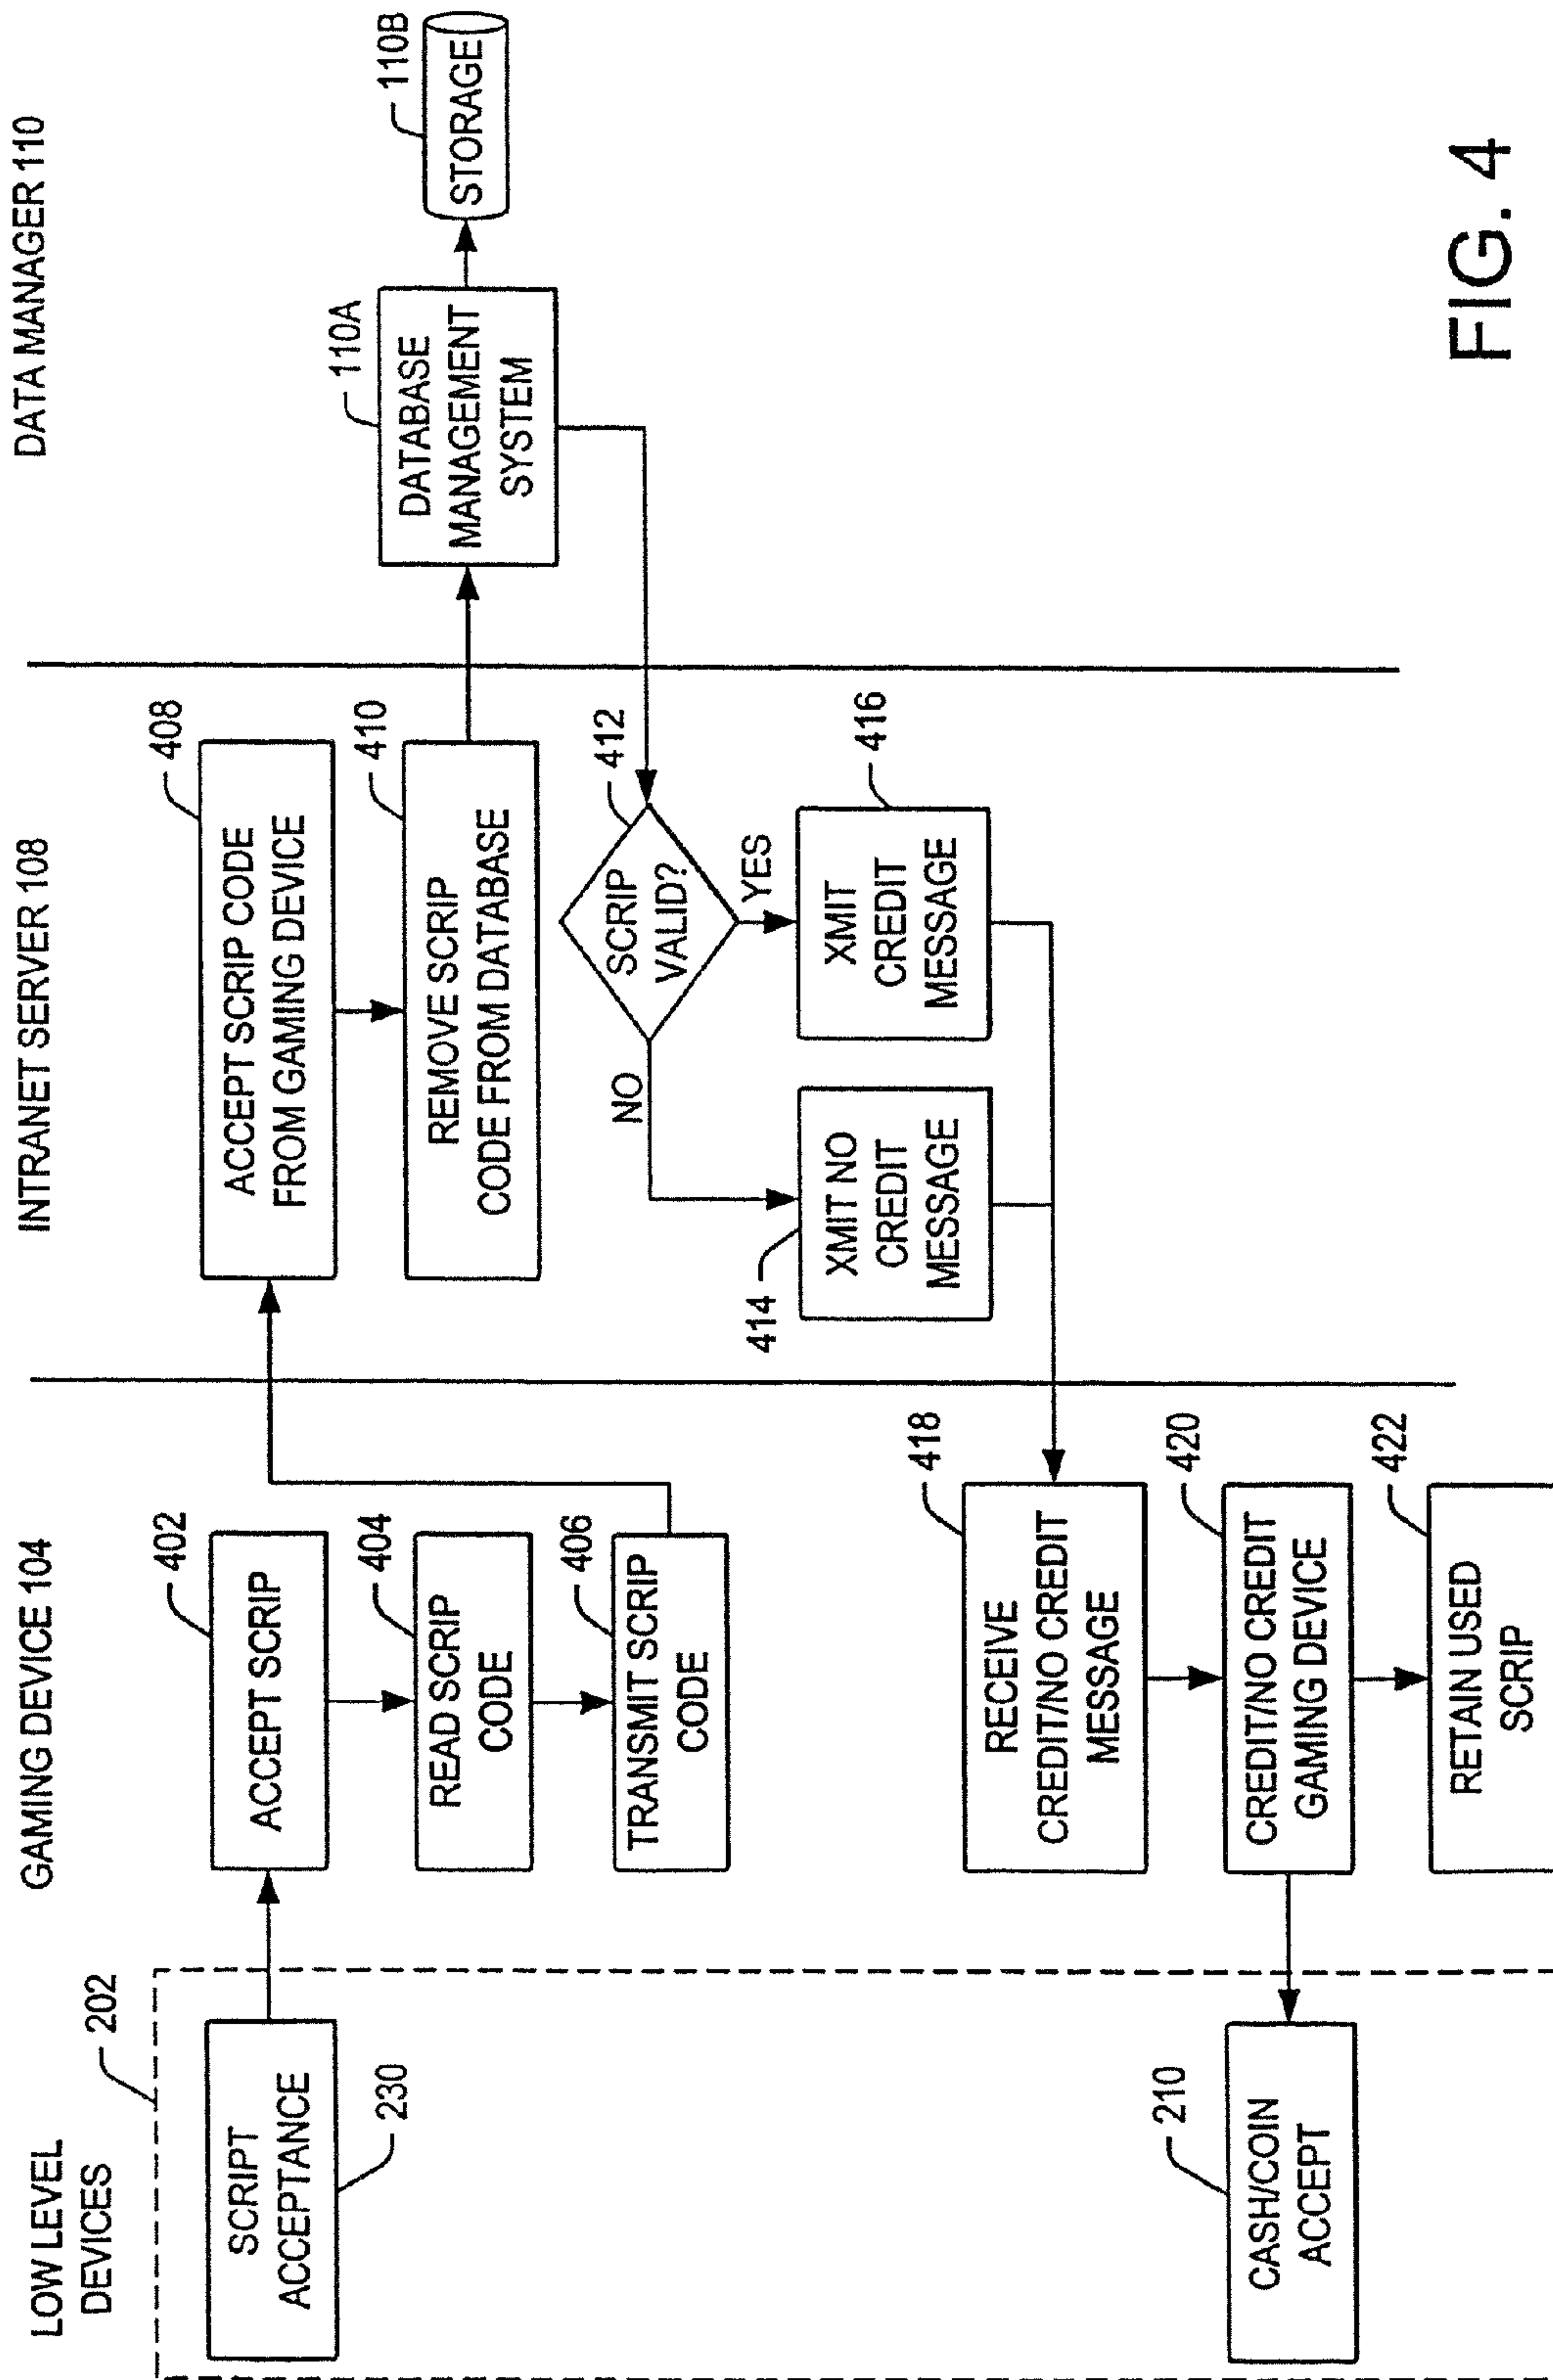 LOW LEVEL
DEVICES
202
SCRIPT
ACCEPTANCE
230
CASH/COIN
ACCEPT
210
GAMING DEVICE 104
402
ACCEPT SCRIP
404
READ SCRIP
CODE
406
TRANSMIT SCRIP
CODE
418
RECEIVE
CREDIT/NO CREDIT
MESSAGE
420
CREDIT/NO CREDIT
GAMING DEVICE
422
RETAIN USED
SCRIP
INTRANET SERVER 108
408
ACCEPT SCRIP CODE
FROM GAMING DEVICE
410
REMOVE SCRIP
CODE FROM DATABASE
412
SCRIP
VALID?
NO
YES
414
XMIT NO
CREDIT
MESSAGE
416
XMIT
CREDIT
MESSAGE
DATA MANAGER 110
110A
DATABASE
MANAGEMENT
SYSTEM
110B
STORAGE
FIG. 4